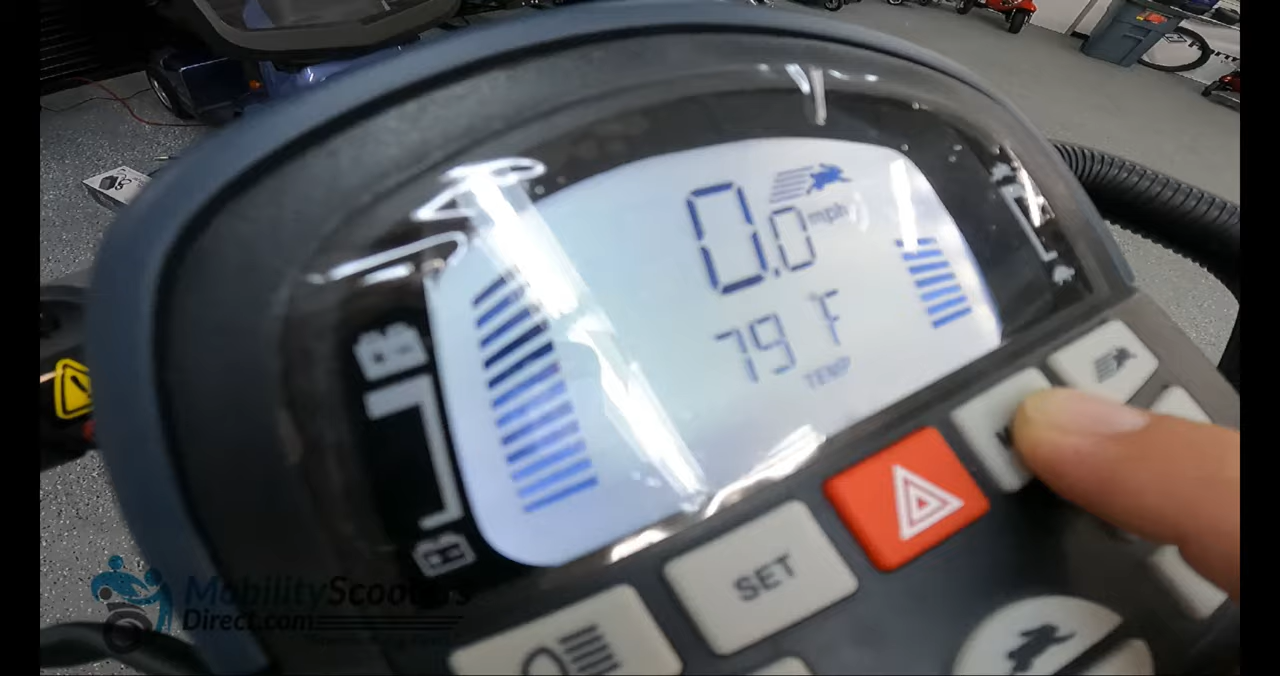 0.0 mph
79 °F
TEMP
SET
MobilityScooters
Direct.com